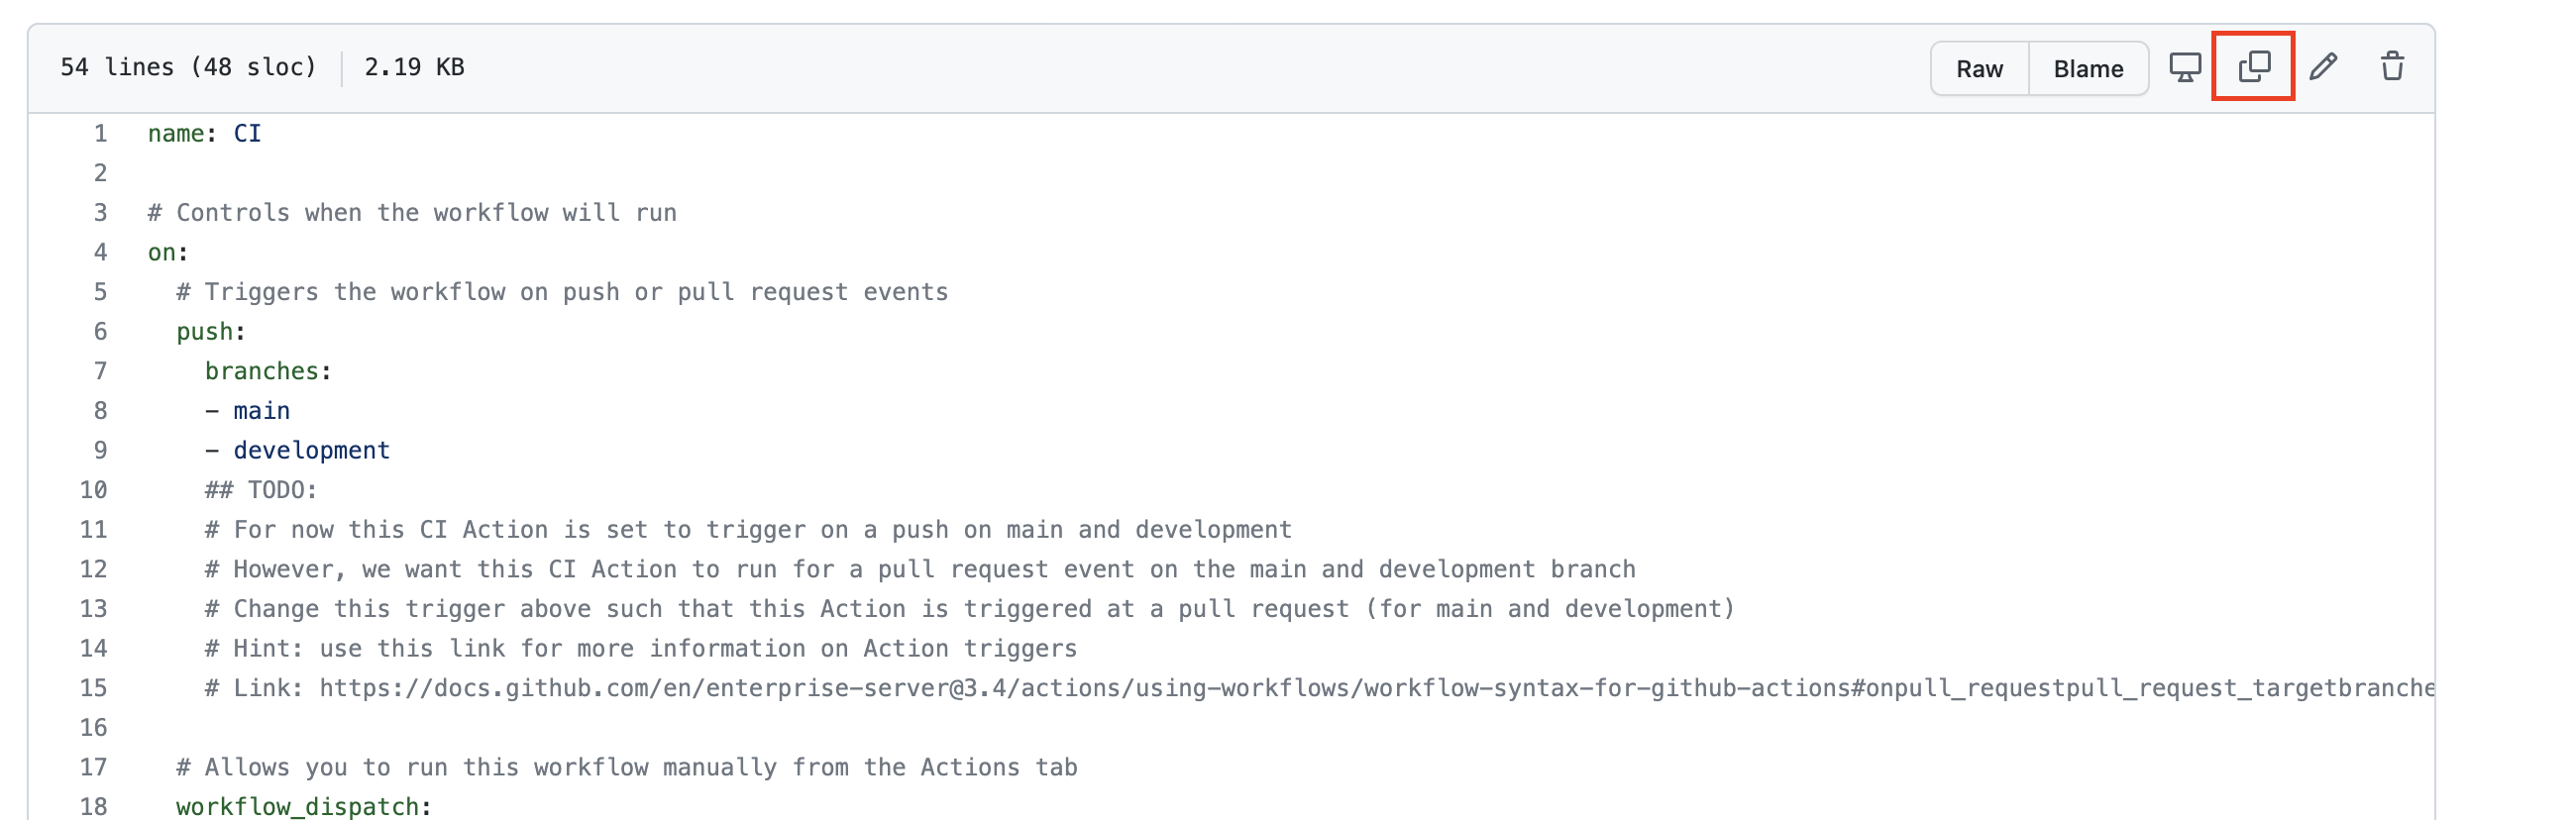 54 lines (48 sloc) 2.19 KB Raw Blame
1 name: CI
2
3 # Controls when the workflow will run
4 on:
5   # Triggers the workflow on push or pull request events
6   push:
7     branches:
8     - main
9     - development
10     ## TODO:
11     # For now this CI Action is set to trigger on a push on main and development
12     # However, we want this CI Action to run for a pull request event on the main and development branch
13     # Change this trigger above such that this Action is triggered at a pull request (for main and development)
14     # Hint: use this link for more information on Action triggers
15     # Link: https://docs.github.com/en/enterprise-server@3.4/actions/using-workflows/workflow-syntax-for-github-actions#onpull_requestpull_request_targetbranche
16
17   # Allows you to run this workflow manually from the Actions tab
18   workflow_dispatch: